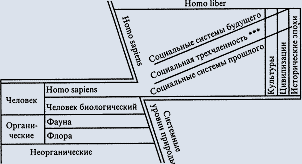 Homo liber
Homo sapiens
Социальные системы будущего
Социальная трехчленность ***
Социальные системы прошлого
Культуры
Цивилизации
Исторические эпохи
Человек
Homo sapiens
Человек биологический
Органи-
ческие
Фауна
Флора
Неорганические
Системные
уровни природы